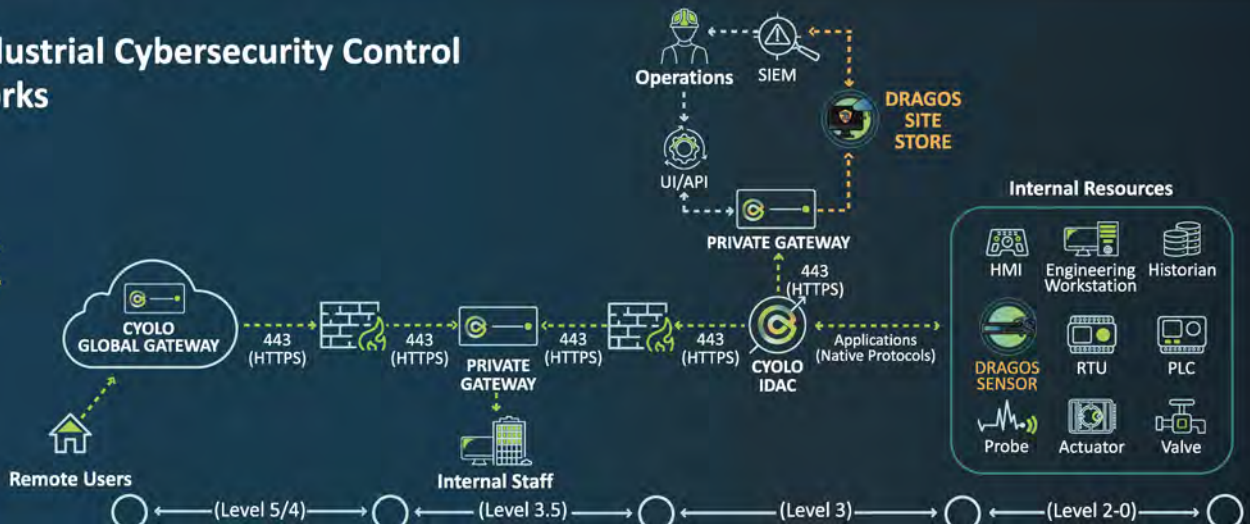 dustrial Cybersecurity Control
orks
Operations
SIEM
DRAGOS
SITE
STORE
UI/API
PRIVATE GATEWAY
443
(HTTPS)
CYOLO
GLOBAL GATEWAY
443
(HTTPS)
443
(HTTPS)
PRIVATE
GATEWAY
443
(HTTPS)
443
(HTTPS)
CYOLO
IDAC
Applications
(Native Protocols)
Remote Users
Internal Staff
Internal Resources
HMI
Engineering
Workstation
Historian
DRAGOS
SENSOR
RTU
PLC
Probe
Actuator
Valve
(Level 5/4)
(Level 3.5)
(Level 3)
(Level 2-0)